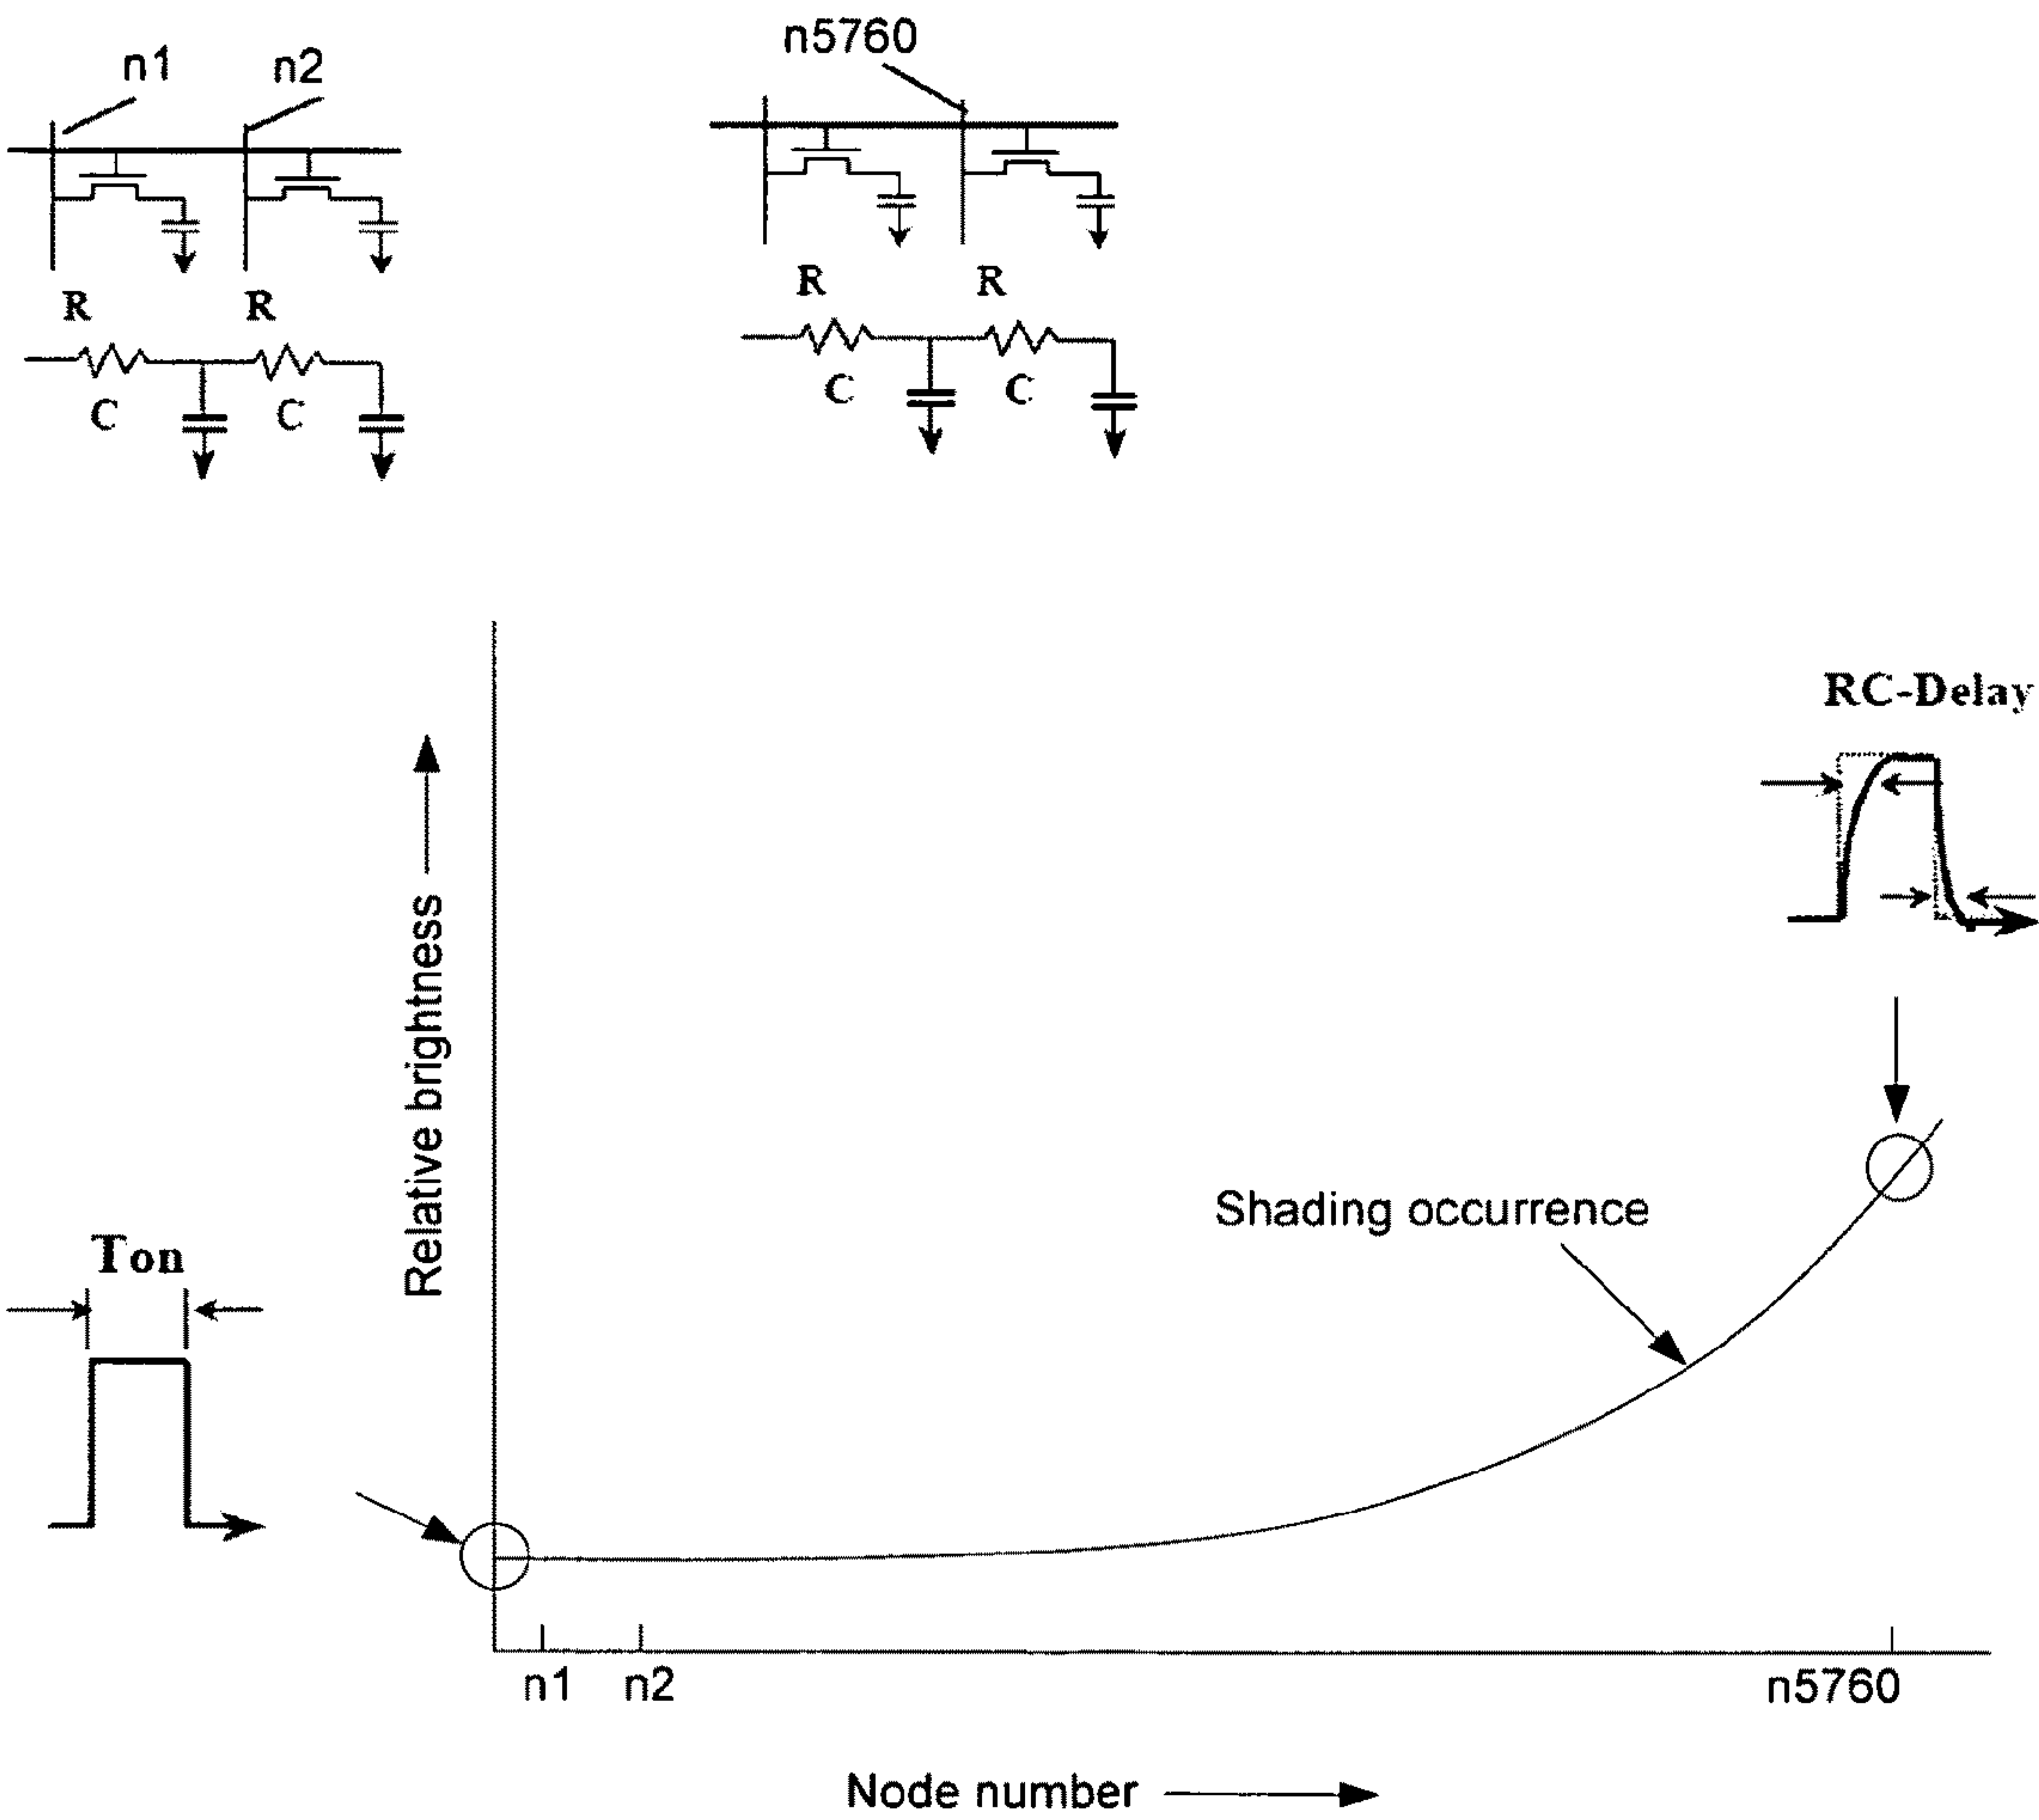 n1 n2 n5760
R R R R
C C C C
RC-Delay
Relative brightness
Shading occurrence
Ton
n1 n2 n5760
Node number